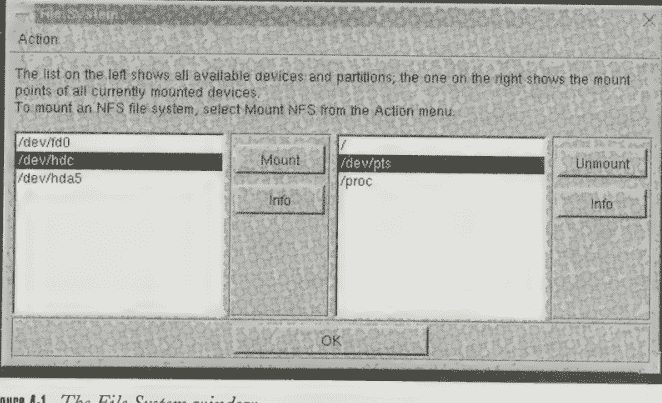 File System
Action
The list on the left shows all available devices and partitions; the one on the right shows the mount
points of all currently mounted devices.
To mount an NFS file system, select Mount NFS from the Action menu.
/dev/fd0
/dev/hdc
/dev/hda5
Mount
Info
/
/dev/pts
/proc
Unmount
Info
OK
The File System window